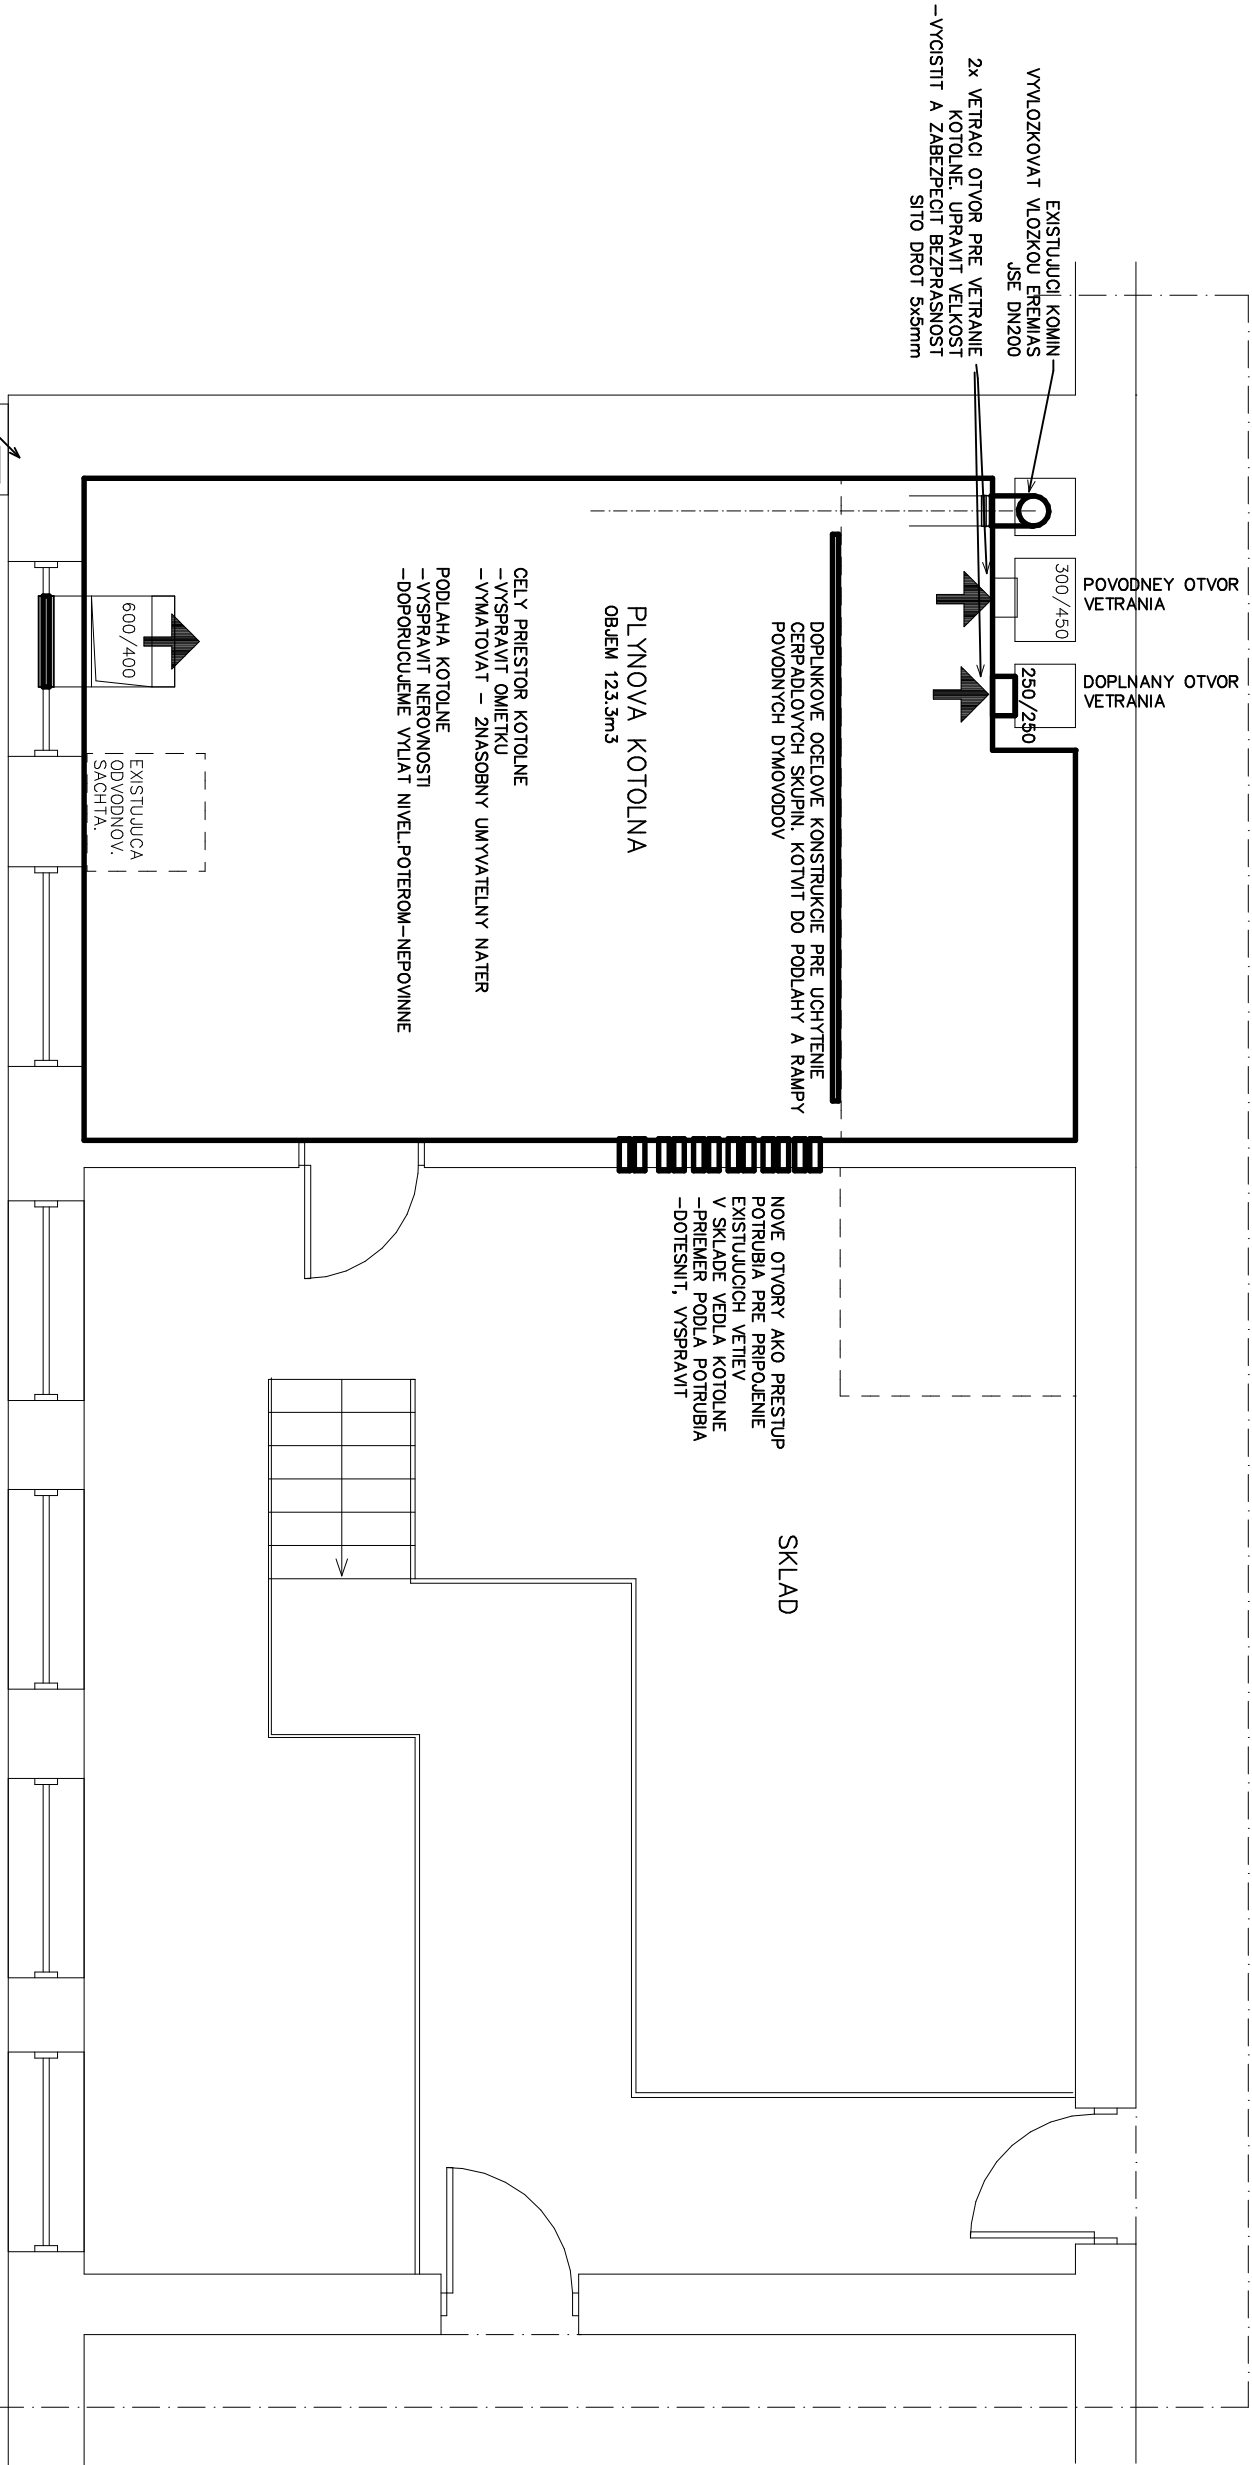 EXISTUJUCI KOMIN
VYVLOZKOVAT VLOZKOU EREMIAS
JSE DN200
2x VETRACI OTVOR PRE VETRANIE
KOTOLNE. UPRAVIT VELKOST
-VYCISTIT A ZABEZPECIT BEZPRASNOST
SITO DROT 5x5mm
300/450
POVODNEY OTVOR
VETRANIA
250/250
DOPLNANY OTVOR
VETRANIA
DOPLNKOVE OCELOVE KONSTRUKCIE PRE UCHYTENIE
CERPADLOVYCH SKUPIN. KOTVIT DO PODLAHY A RAMPY
POVODNYCH DYMOVODOV
PLYNOVA KOTOLNA
OBJEM 123.3m3
CELY PRIESTOR KOTOLNE
-VYSPRAVIT OMIETKU
-VYMATOVAT - 2NASOBNY UMYVATELNY NATER
PODLAHA KOTOLNE
-VYSPRAVIT NEROVNOSTI
-DOPORUCUJEME VYLIAT NIVEL.POTEROM-NEPOVINNE
600/400
EXISTUJUCA
ODVODNOV.
SACHTA.
NOVE OTVORY AKO PRESTUP
POTRUBIA PRE PRIPOJENIE
EXISTUJUCICH VETIEV
V SKLADE VEDLA KOTOLNE
-PRIEMER PODLA POTRUBIA
-DOTESNIT, VYSPRAVIT
SKLAD